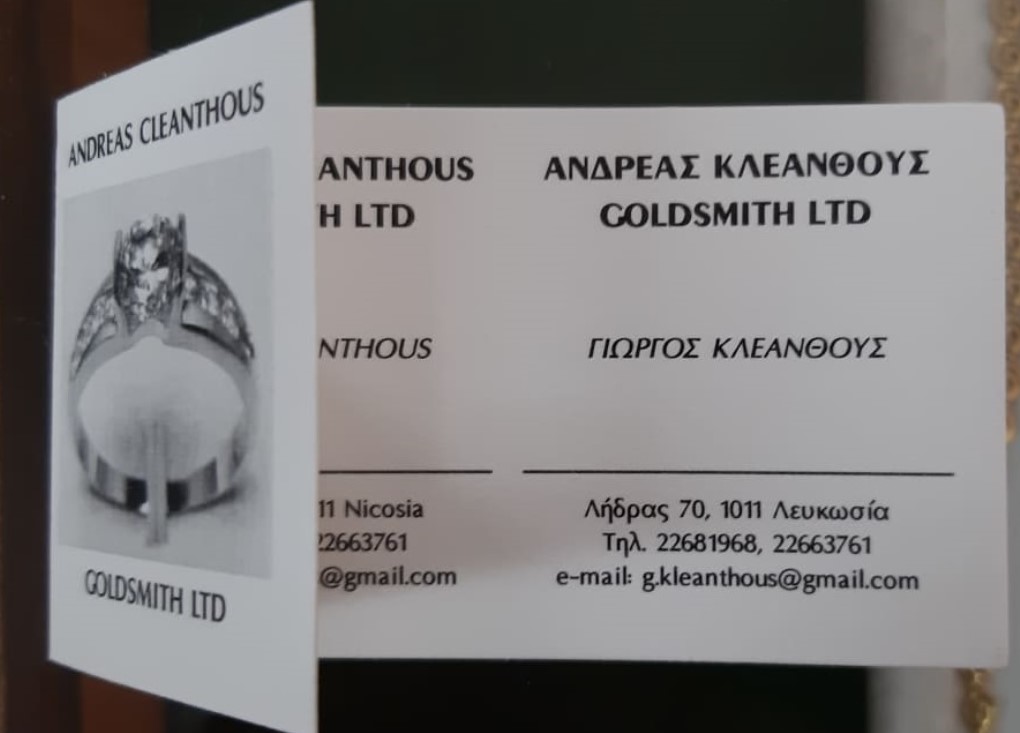 ANDREAS CLEANTHOUS
GOLDSMITH LTD
ANTHOUS
H LTD
NTHOUS
11 Nicosia
22663761
@gmail.com
ΑΝΔΡΕΑΣ ΚΛΕΑΝΘΟΥΣ
GOLDSMITH LTD
ΓΙΩΡΓΟΣ ΚΛΕΑΝΘΟΥΣ
Λήδρας 70, 1011 Λευκωσία
Τηλ. 22681968, 22663761
e-mail: g.kleanthous@gmail.com